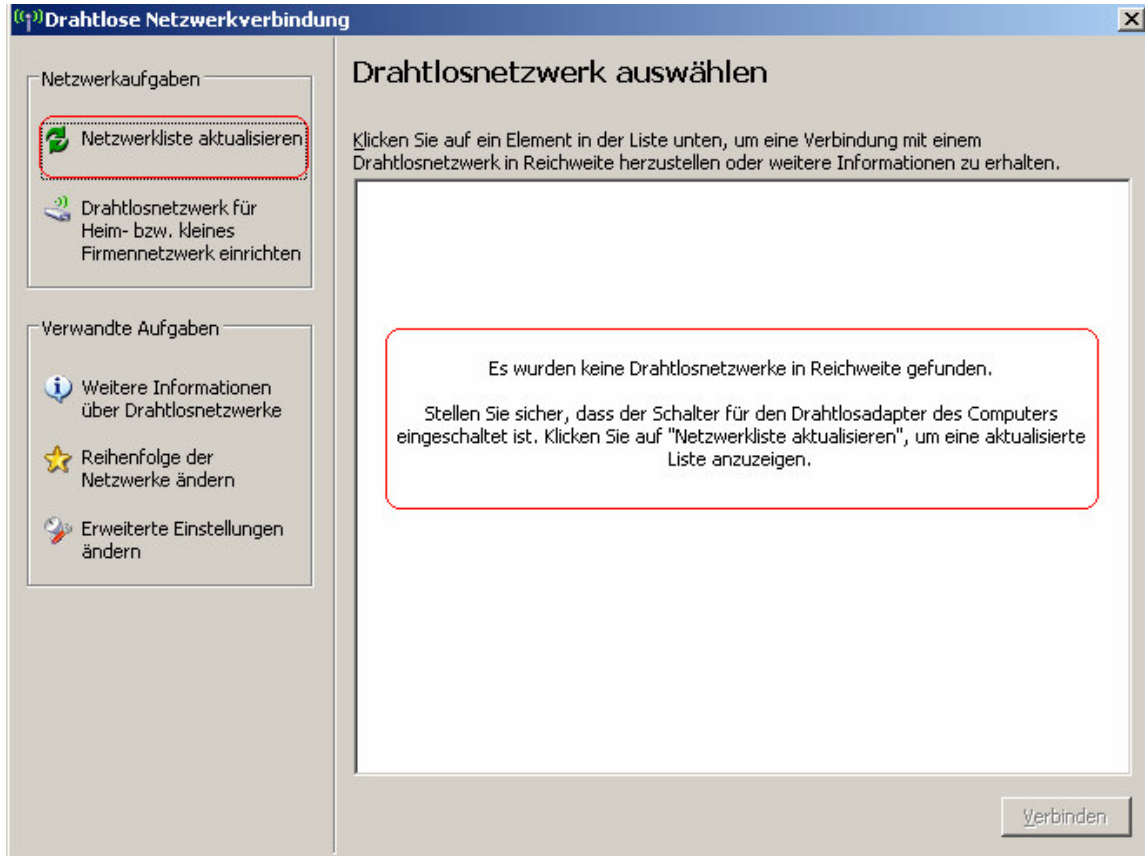 Drahtlose Netzwerkverbindung
Netzwerkaufgaben
Netzwerkliste aktualisieren
Drahtlosnetzwerk für
Heim- bzw. kleines
Firmennetzwerk einrichten
Verwandte Aufgaben
Weitere Informationen
über Drahtlosnetzwerke
Reihenfolge der
Netzwerke ändern
Erweiterte Einstellungen
ändern
Drahtlosnetzwerk auswählen
Klicken Sie auf ein Element in der Liste unten, um eine Verbindung mit einem
Drahtlosnetzwerk in Reichweite herzustellen oder weitere Informationen zu erhalten.
Es wurden keine Drahtlosnetzwerke in Reichweite gefunden.
Stellen Sie sicher, dass der Schalter für den Drahtlosadapter des Computers
eingeschaltet ist. Klicken Sie auf "Netzwerkliste aktualisieren", um eine aktualisierte
Liste anzuzeigen.
Verbinden